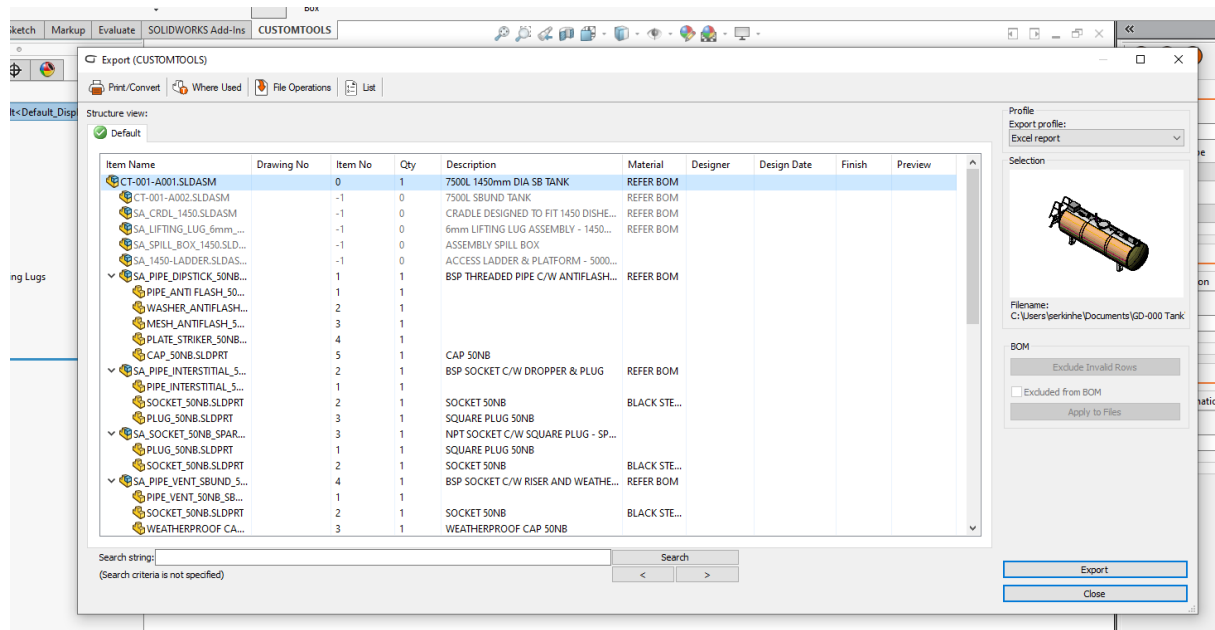 Box
ketch Markup Evaluate SOLIDWORKS Add-Ins CUSTOMTOOLS
Export (CUSTOMTOOLS)
Print/Convert Where Used File Operations List
lt<Default_Disp
Structure view:
Default
Item Name Drawing No Item No Qty Description Material Designer Design Date Finish Preview
CT-001-A001.SLDASM 0 1 7500L 1450mm DIA SB TANK REFER BOM
CT-001-A002.SLDASM -1 0 7500L SBUND TANK REFER BOM
SA_CRDL_1450.SLDASM -1 0 CRADLE DESIGNED TO FIT 1450 DISHE... REFER BOM
SA_LIFTING_LUG_6mm_... -1 0 6mm LIFTING LUG ASSEMBLY - 1450... REFER BOM
SA_SPILL_BOX_1450.SLD... -1 0 ASSEMBLY SPILL BOX
SA_1450-LADDER.SLDAS... -1 0 ACCESS LADDER & PLATFORM - 5000...
SA_PIPE_DIPSTICK_50NB... 1 1 BSP THREADED PIPE C/W ANTIFLASH... REFER BOM
PIPE_ANTI FLASH_50... 1 1
WASHER_ANTIFLASH... 2 1
MESH_ANTIFLASH_5... 3 1
PLATE_STRIKER_50NB... 4 1
CAP_50NB.SLDPRT 5 1 CAP 50NB
SA_PIPE_INTERSTITIAL_5... 2 1 BSP SOCKET C/W DROPPER & PLUG REFER BOM
PIPE_INTERSTITIAL_5... 1 1
SOCKET_50NB.SLDPRT 2 1 SOCKET 50NB BLACK STE...
PLUG_50NB.SLDPRT 3 1 SQUARE PLUG 50NB
SA_SOCKET_50NB_SPAR... 3 1 NPT SOCKET C/W SQUARE PLUG - SP...
PLUG_50NB.SLDPRT 1 1 SQUARE PLUG 50NB
SOCKET_50NB.SLDPRT 2 1 SOCKET 50NB BLACK STE...
SA_PIPE_VENT_SBUND_5... 4 1 BSP SOCKET C/W RISER AND WEATHE... REFER BOM
PIPE_VENT_50NB_SB... 1 1
SOCKET_50NB.SLDPRT 2 1 SOCKET 50NB BLACK STE...
WEATHERPROOF CA... 3 1 WEATHERPROOF CAP 50NB
ng Lugs
Search string: Search
(Search criteria is not specified) < >
Profile
Export profile:
Excel report
Selection
Filename:
C:\Users\serkinhe\Documents\GD-000 Tank
BOM
Exclude Invalid Rows
Excluded from BOM
Apply to Files
Export
Close
pe
on
natic